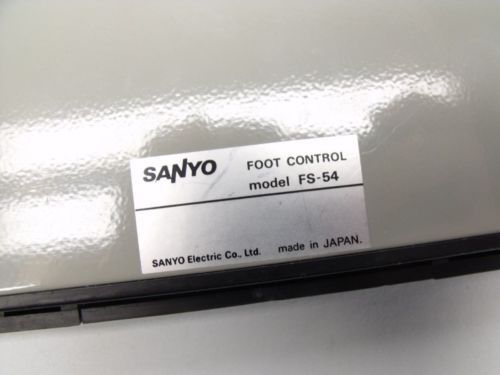 SANYO FOOT CONTROL
model FS-54
SANYO Electric Co., Ltd. made in JAPAN.